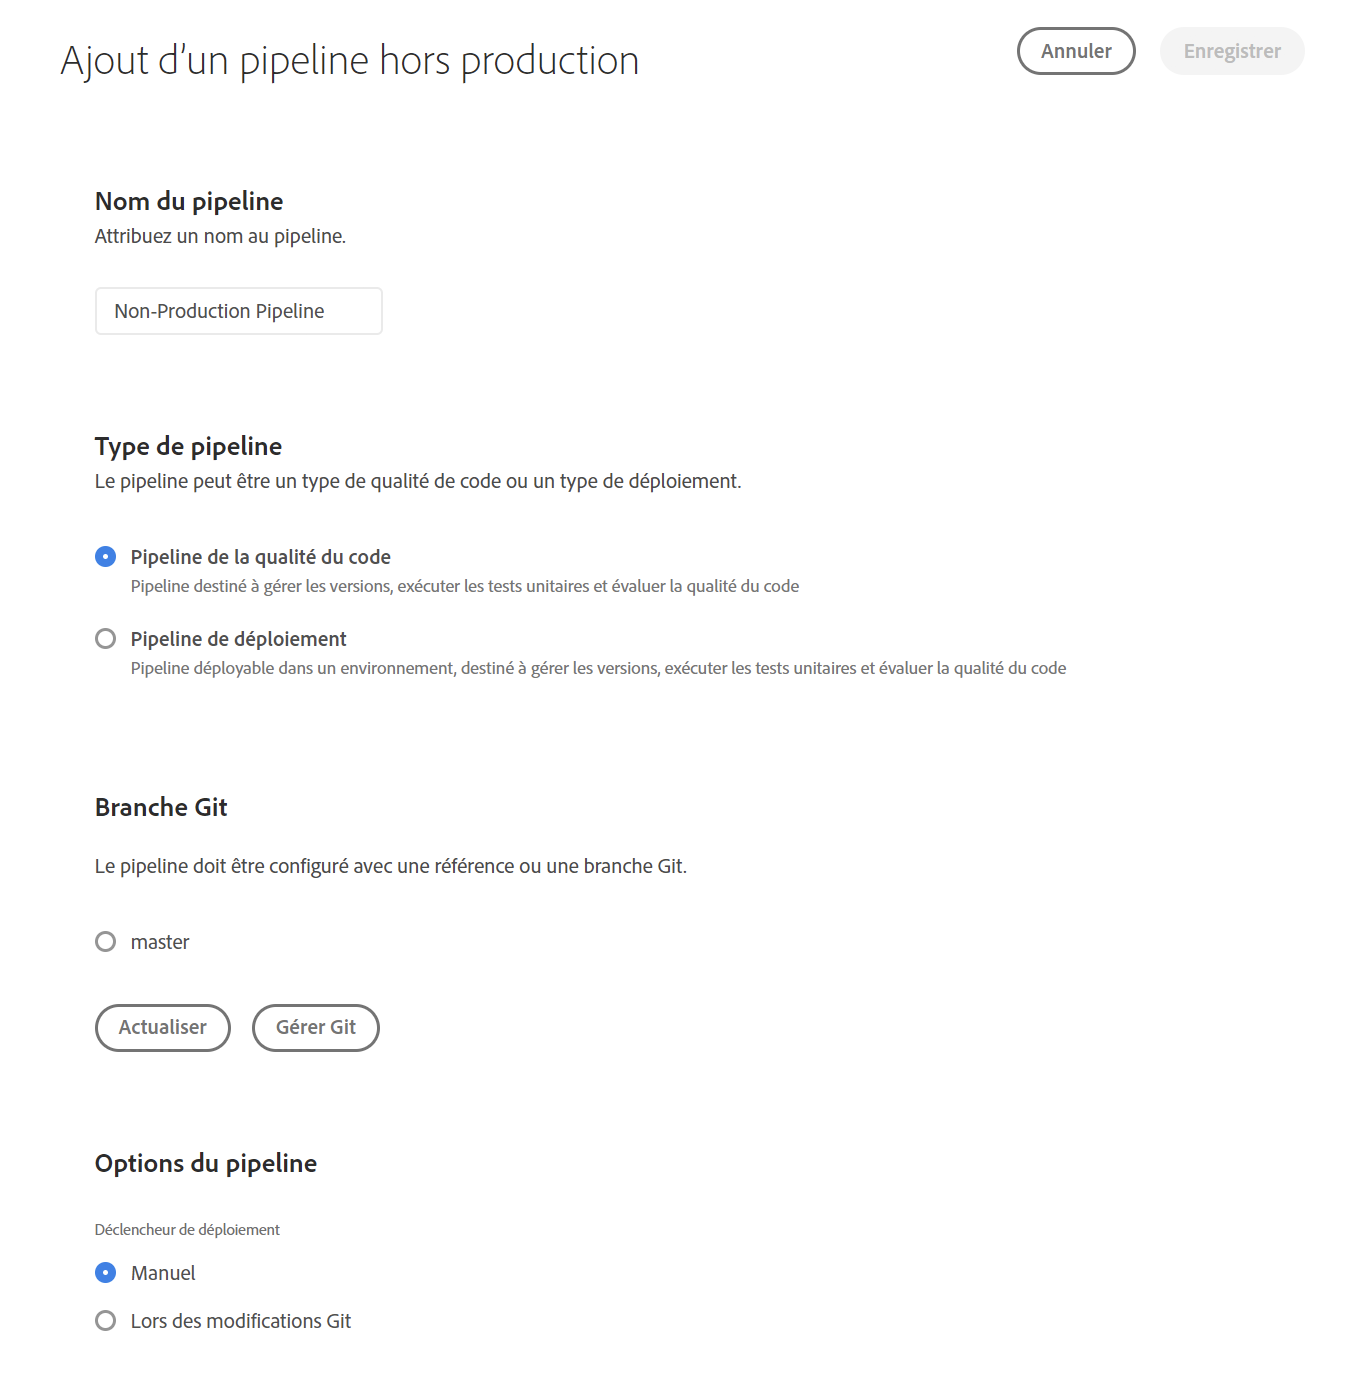 Ajout d’un pipeline hors production
Annuler
Enregistrer
Nom du pipeline
Attribuez un nom au pipeline.
Non-Production Pipeline
Type de pipeline
Le pipeline peut être un type de qualité de code ou un type de déploiement.
Pipeline de la qualité du code
Pipeline destiné à gérer les versions, exécuter les tests unitaires et évaluer la qualité du code
Pipeline de déploiement
Pipeline déployable dans un environnement, destiné à gérer les versions, exécuter les tests unitaires et évaluer la qualité du code
Branche Git
Le pipeline doit être configuré avec une référence ou une branche Git.
master
Actualiser
Gérer Git
Options du pipeline
Déclencheur de déploiement
Manuel
Lors des modifications Git